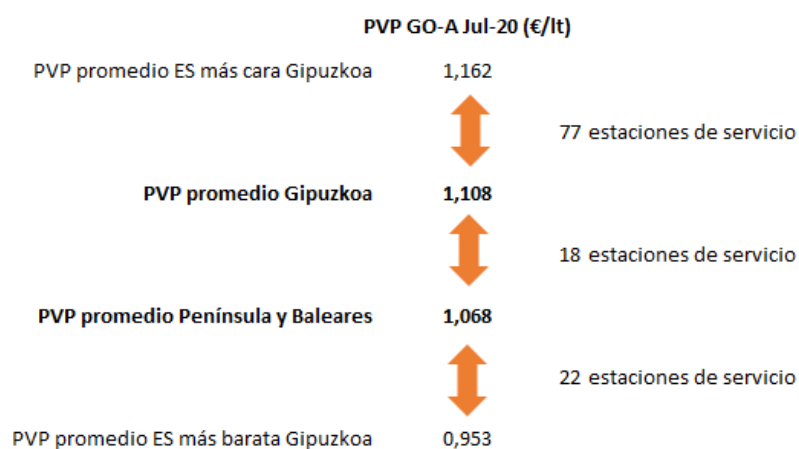 PVP GO-A Jul-20 (€/lt)
PVP promedio ES más cara Gipuzkoa 1,162
77 estaciones de servicio
PVP promedio Gipuzkoa 1,108
18 estaciones de servicio
PVP promedio Península y Baleares 1,068
22 estaciones de servicio
PVP promedio ES más barata Gipuzkoa 0,953